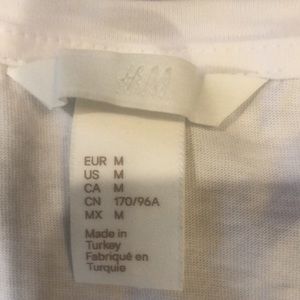 H&M
EUR M
US M
CA M
CN 170/96A
MX M
Made in
Turkey
Fabriqué en
Turquie